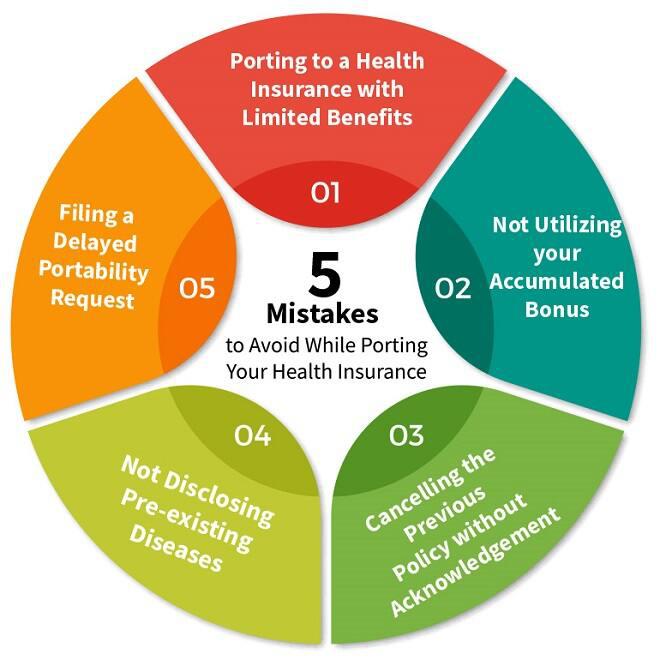 5
Mistakes
to Avoid While Porting
Your Health Insurance
01
Porting to a Health
Insurance with
Limited Benefits
02
Not Utilizing
your
Accumulated
Bonus
03
Cancelling the
Previous
Policy without
Acknowledgement
04
Not Disclosing
Pre-existing
Diseases
05
Filing a
Delayed
Portability
Request